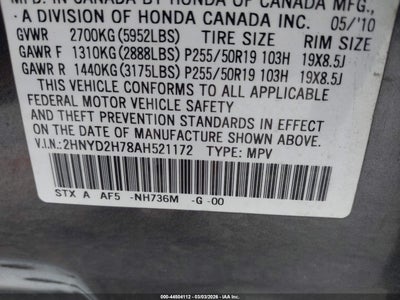 MFD. BY HONDA OF CANADA MFG.,
A DIVISION OF HONDA CANADA INC. 05/'10
GVWR 2700KG(5952LBS) TIRE SIZE RIM SIZE
GAWR F 1310KG(2888LBS) P255/50R19 103H 19X8.5J
GAWR R 1440KG(3175LBS) P255/50R19 103H 19X8.5J
THIS VEHICLE CONFORMS TO ALL APPLICABLE
FEDERAL MOTOR VEHICLE SAFETY
AND THEFT PREVENTION STANDARDS
IN EFFECT ON THE DATE OF
MANUFACTURE SHOWN ABOVE.
V.I.N.:2HNYD2H78AH521172 TYPE: MPV
STX A AF5 -NH736M -G -00
000-44504112 - 03/03/2026 - IAA Inc.